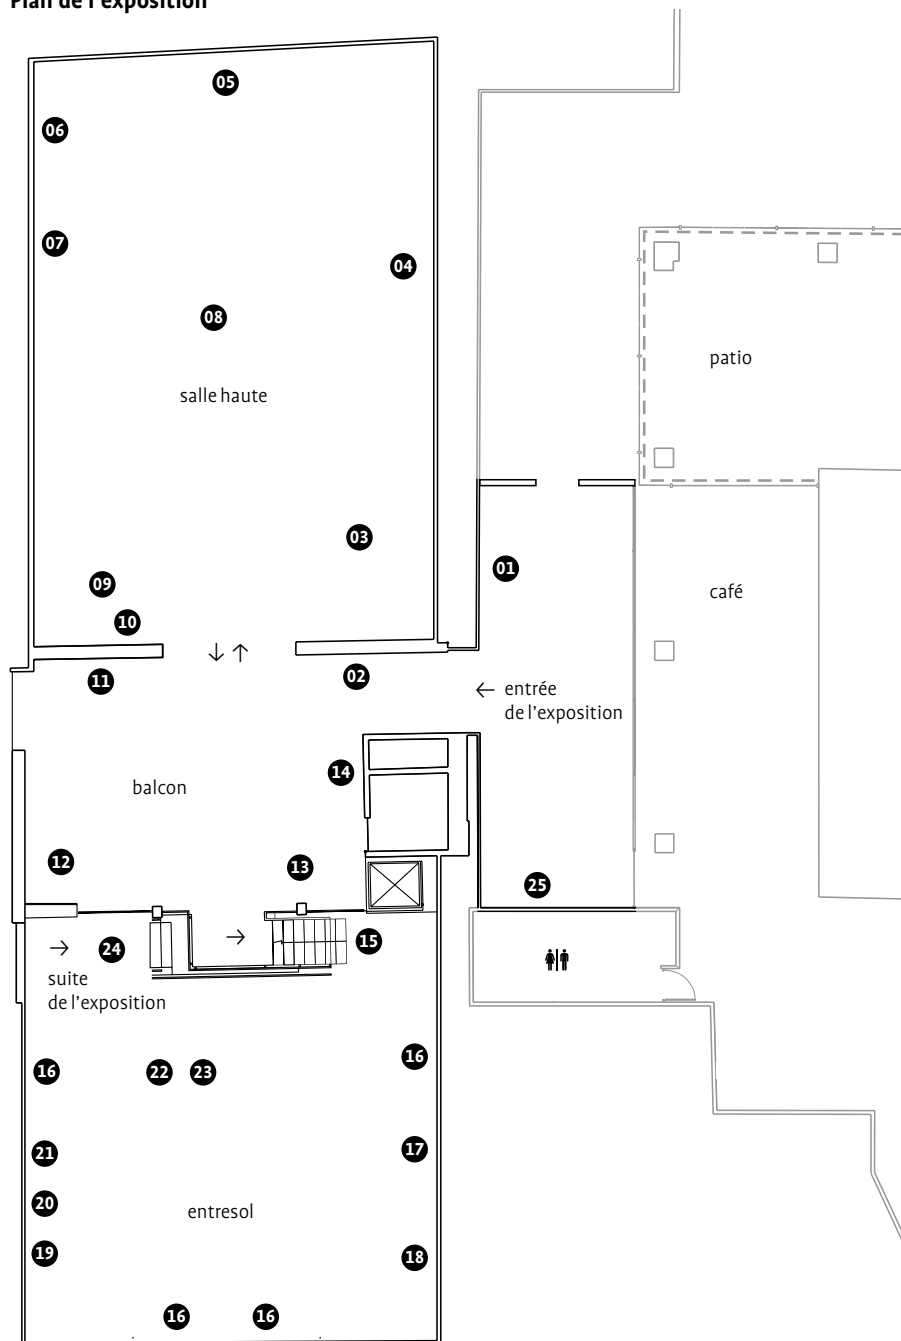 Plan de l'exposition
05
06
07
04
08
patio
salle haute
03
01
09
café
10
11
02
← entrée
de l'exposition
14
balcon
12
13
25
15
24
suite
de l'exposition
16
22
23
16
21
17
20
entresol
19
18
16
16